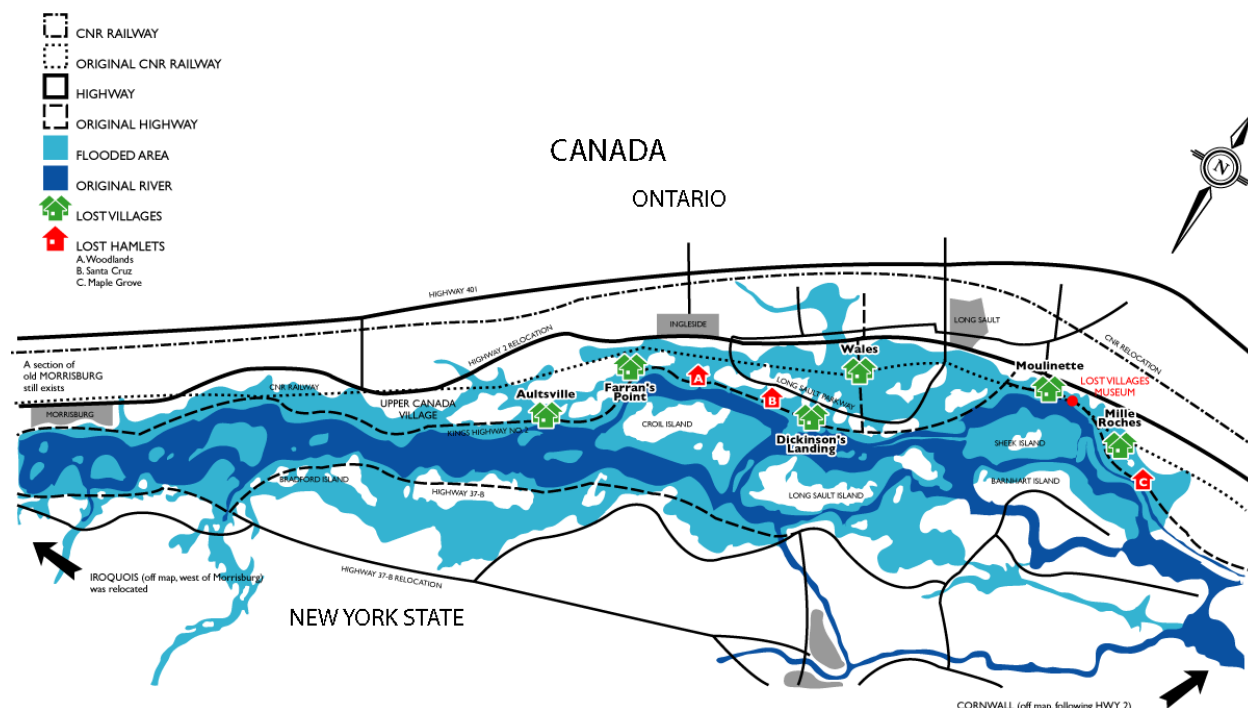 CNR RAILWAY
ORIGINAL CNR RAILWAY
HIGHWAY
ORIGINAL HIGHWAY
FLOODED AREA
ORIGINAL RIVER
LOST VILLAGES
LOST HAMLETS
A. Woodlands
B. Santa Cruz
C. Maple Grove
CANADA
ONTARIO
N
HIGHWAY 401
INGLESIDE
LONG SAULT
CNR RELOCATION
HIGHWAY 2 RELOCATION
Wales
Moulinette
LOST VILLAGES
MUSEUM
A section of
old MORRISBURG
still exists
MORRISBURG
CNR RAILWAY
UPPER CANADA
VILLAGE
Aultsville
Farran's
Point
A
B
LONG SAULT PARKWAY
Dickinson's
Landing
Mille
Roches
C
KINGS HIGHWAY NO. 2
CROIL ISLAND
SHEEK ISLAND
BARNHART ISLAND
LONG SAULT ISLAND
BRADFORD ISLAND
HIGHWAY 37-B
IROQUOIS (off map, west of Morrisburg)
was relocated
HIGHWAY 37-B RELOCATION
NEW YORK STATE
CORNWALL (off map, following HWY 2)